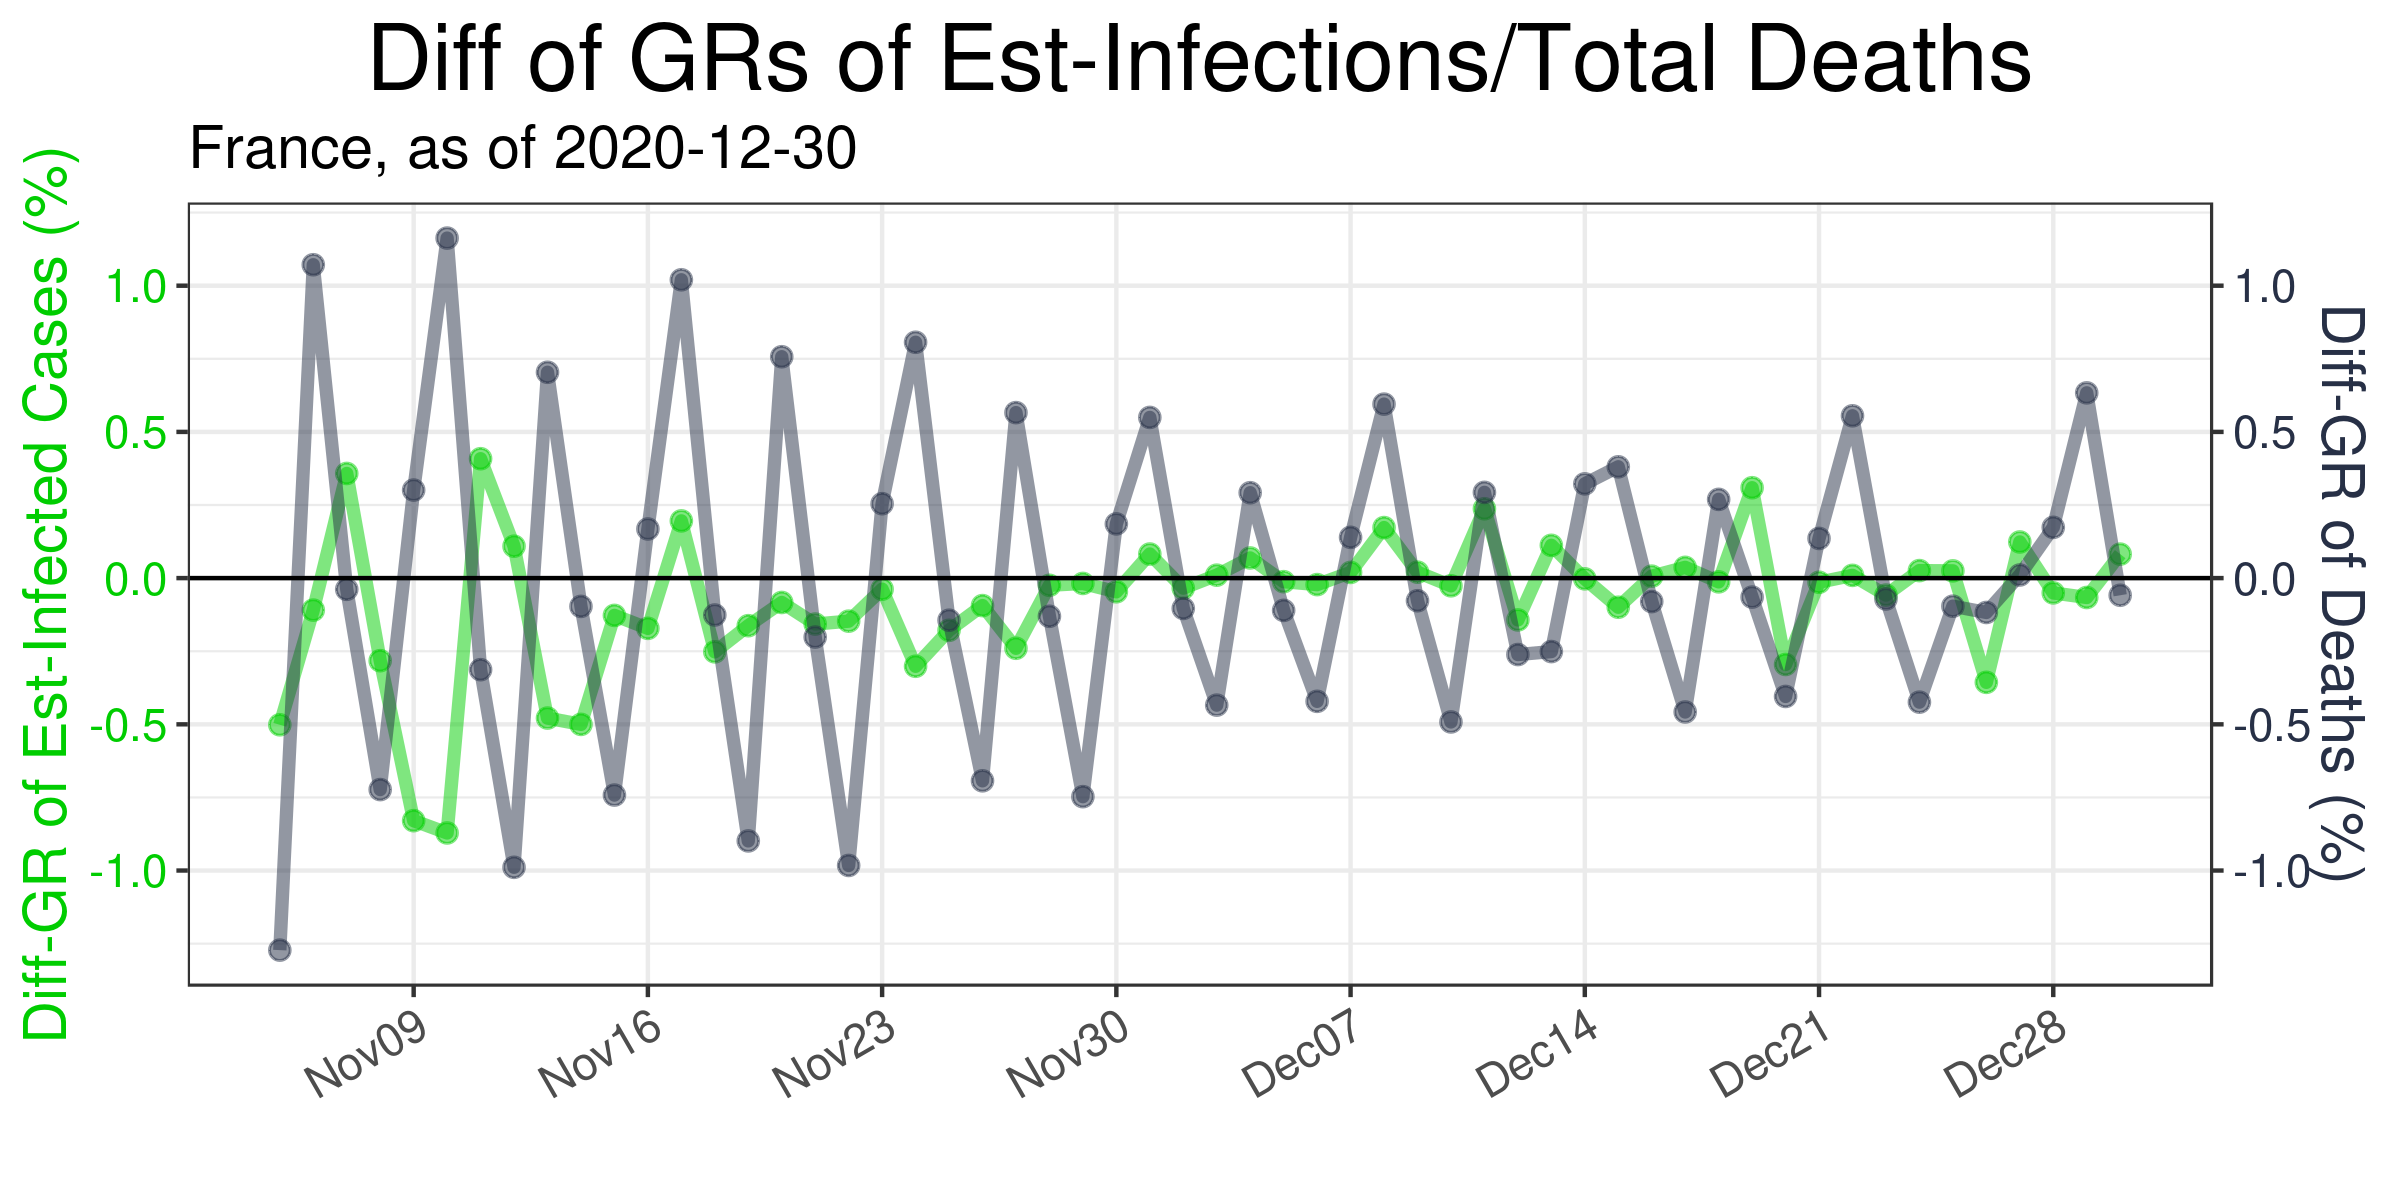 Diff of GRs of Est-Infections/Total Deaths
France, as of 2020-12-30
Diff-GR of Est-Infected Cases (%)
1.0
0.5
0.0
-0.5
-1.0
1.0
0.5
0.0
-0.5
-1.0
Diff-GR of Deaths (%)
Nov09
Nov16
Nov23
Nov30
Dec07
Dec14
Dec21
Dec28